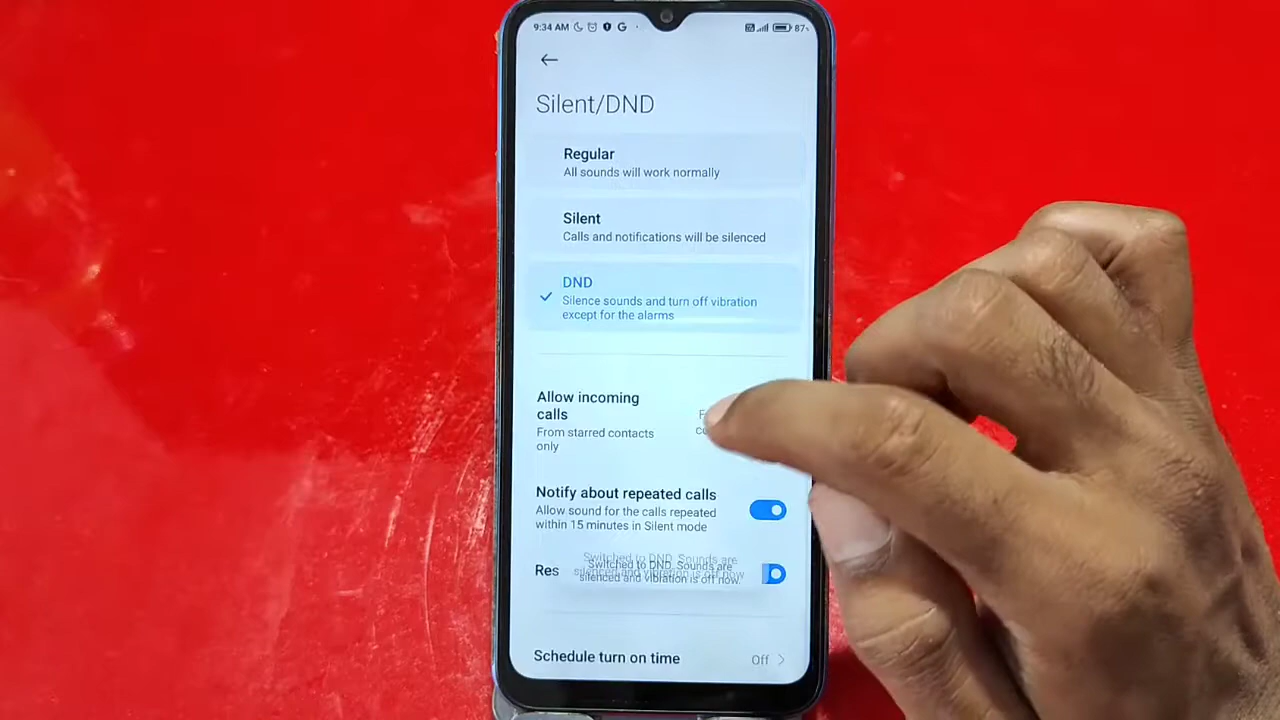 9:34 AM
87
Silent/DND
Regular
All sounds will work normally
Silent
Calls and notifications will be silenced
DND
Silence sounds and turn off vibration
except for the alarms
Allow incoming
calls
From starred contacts
only
Notify about repeated calls
Allow sound for the calls repeated
within 15 minutes in Silent mode
Res
Switched to DND. Sounds are
silenced and vibration is off now.
Schedule turn on time
Off